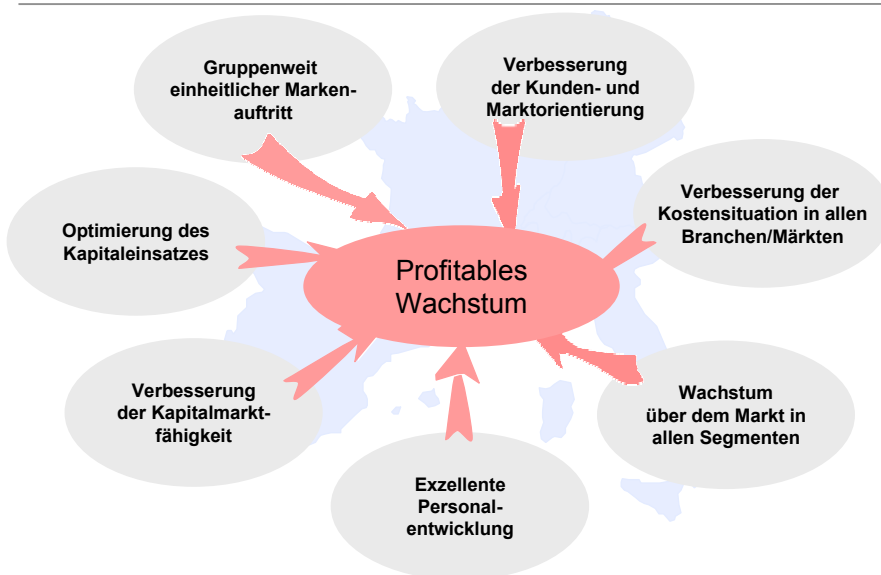 Gruppenweit
einheitlicher Marken-
auftritt
Verbesserung
der Kunden- und
Marktorientierung
Optimierung des
Kapitaleinsatzes
Verbesserung der
Kostensituation in allen
Branchen/Märkten
Profitables
Wachstum
Verbesserung
der Kapitalmarkt-
fähigkeit
Wachstum
über dem Markt in
allen Segmenten
Exzellente
Personal-
entwicklung